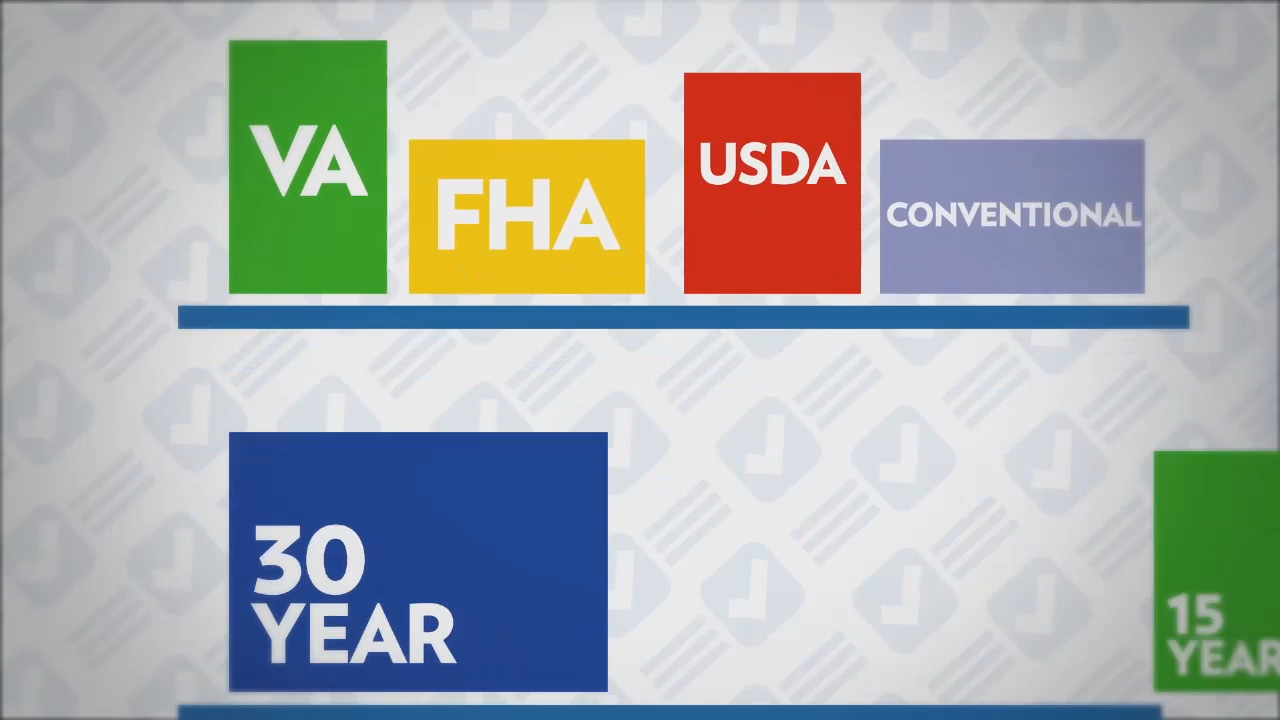 VA
FHA
USDA
CONVENTIONAL
30
YEAR
15
YEAR